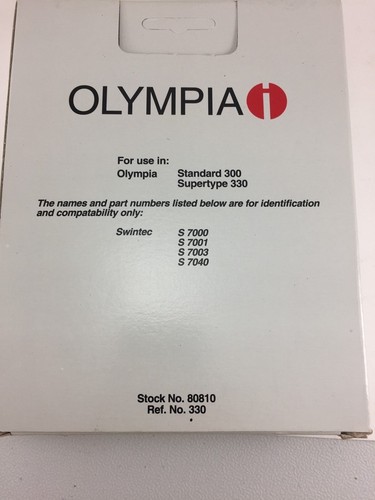 OLYMPIA i
For use in:
Olympia Standard 300
Supertype 330
The names and part numbers listed below are for identification
and compatability only:
Swintec S 7000
S 7001
S 7003
S 7040
Stock No. 80810
Ref. No. 330